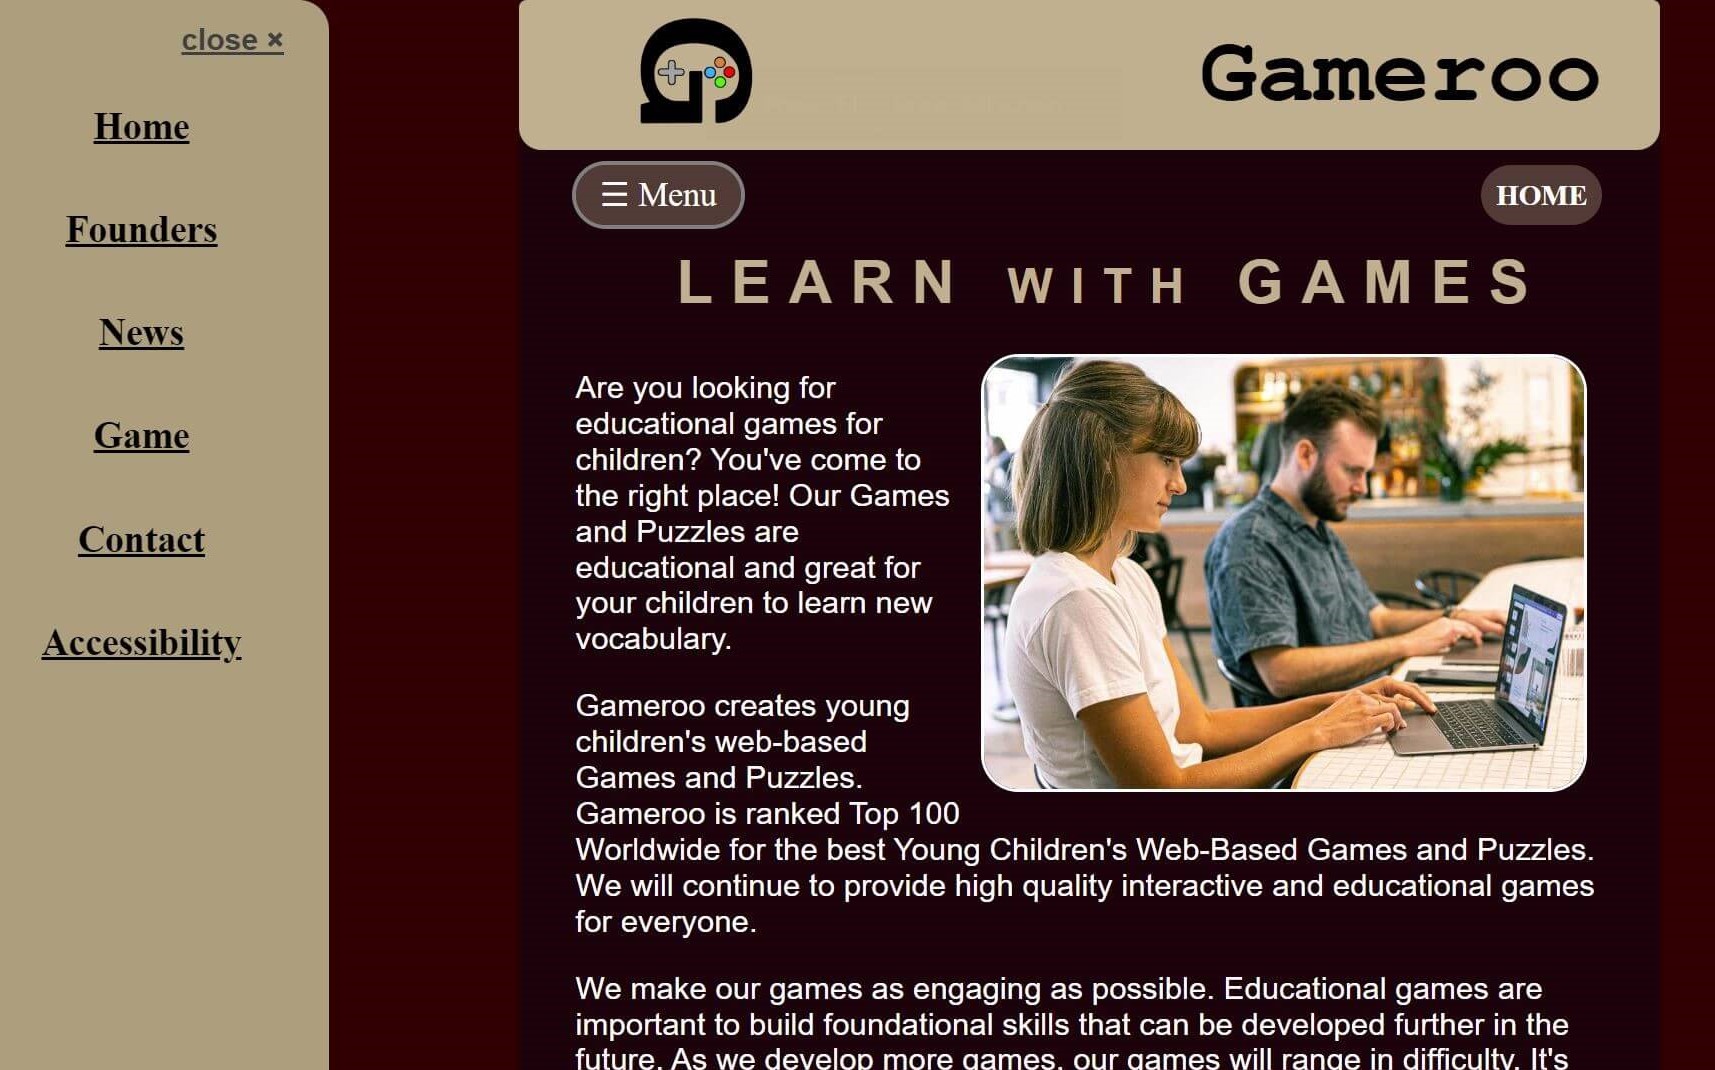 close ×
Home
Founders
News
Game
Contact
Accessibility
Gameroo
☰ Menu
HOME
LEARN WITH GAMES
Are you looking for
educational games for
children? You've come to
the right place! Our Games
and Puzzles are
educational and great for
your children to learn new
vocabulary.
Gameroo creates young
children's web-based
Games and Puzzles.
Gameroo is ranked Top 100
Worldwide for the best Young Children's Web-Based Games and Puzzles.
We will continue to provide high quality interactive and educational games
for everyone.
We make our games as engaging as possible. Educational games are
important to build foundational skills that can be developed further in the
future. As we develop more games, our games will range in difficulty. It's